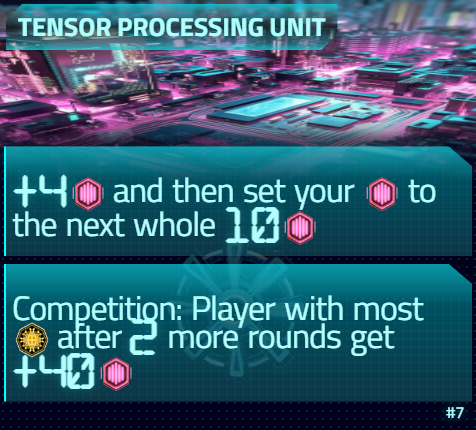 TENSOR PROCESSING UNIT
+4 and then set your to
the next whole 10
Competition: Player with most
after 2 more rounds get
+40
#7